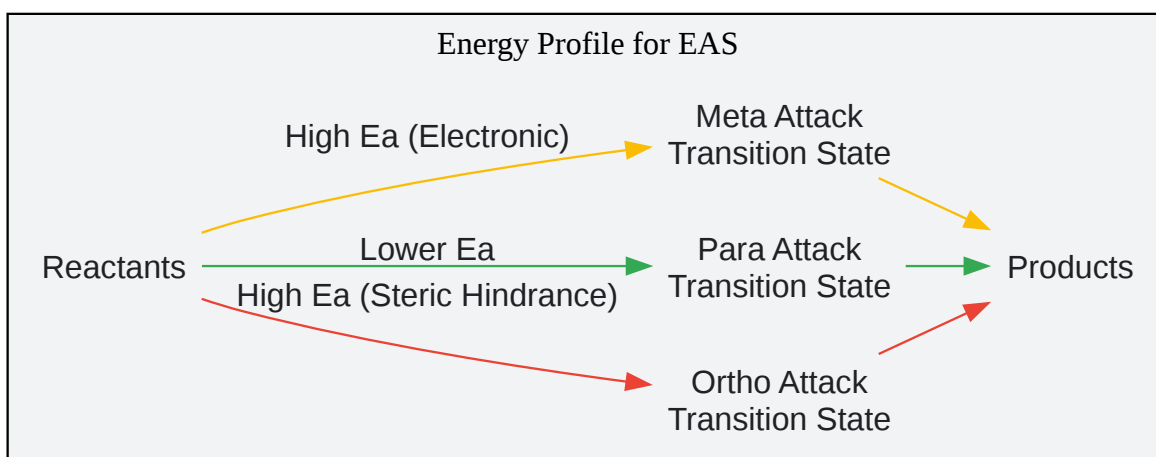 Energy Profile for EAS
High Ea (Electronic)
Meta Attack
Transition State
Reactants
Lower Ea
Para Attack
Transition State
Products
High Ea (Steric Hindrance)
Ortho Attack
Transition State